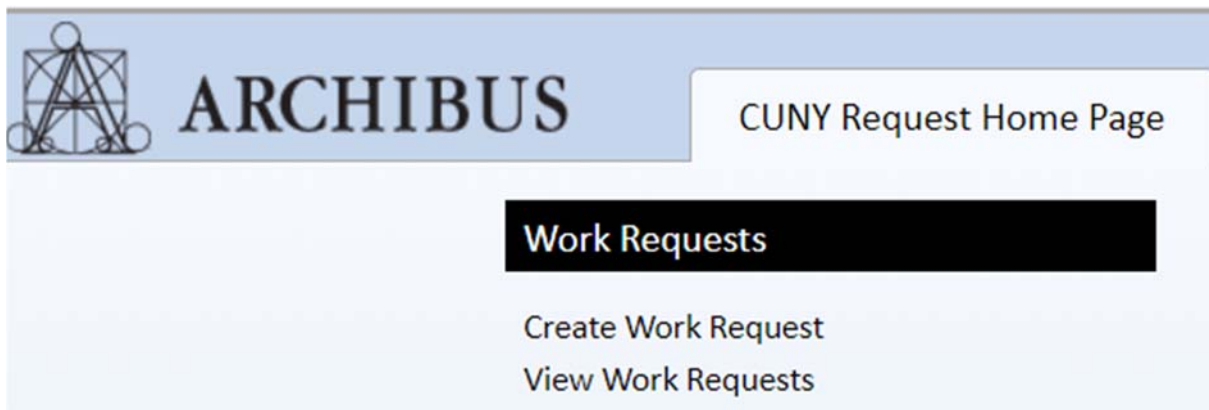 ARCHIBUS
CUNY Request Home Page
Work Requests
Create Work Request
View Work Requests